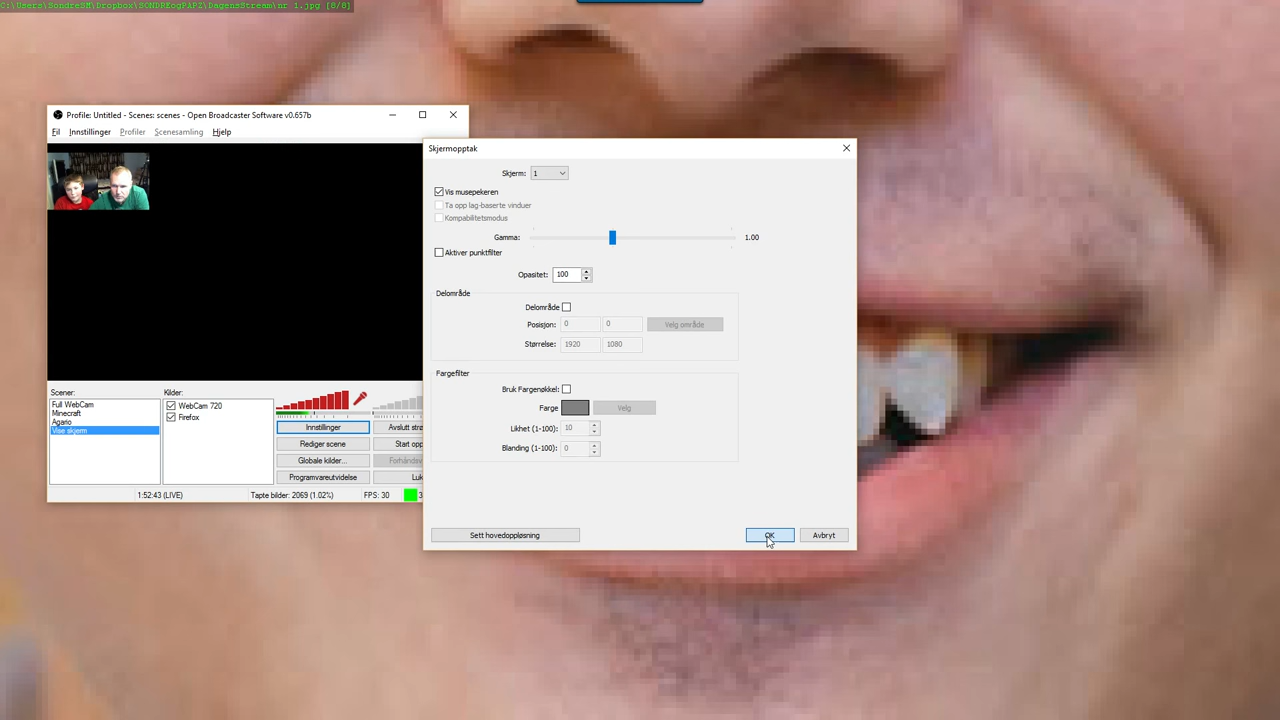 C:\Users\SondreSM\Dropbox\SONDREogPAPZ\DagensStream\nr 1.jpg [8/8]
Profile: Untitled - Scenes: scenes - Open Broadcaster Software v0.657b
Fil Innstillinger Profiler Scenesamling Hjelp
Skjermopptak
Skjerm: 1
Vis musepekeren
Ta opp lag-baserte vinduer
Kompabilitetsmodus
Gamma: 1.00
Aktiver punktfilter
Opasitet: 100
Delområde
Delområde
Posisjon: 0 0 Velg område
Størrelse: 1920 1080
Fargefilter
Bruk Fargenøkkel:
Farge Velg
Likhet (1-100): 10
Blanding (1-100): 0
Sett hovedoppløsning OK Avbryt
Scener:
Full WebCam
Minecraft
Agario
Vise skjerm
Kilder:
WebCam 720
Firefox
Innstillinger Avslutt
Rediger scene Start opp
Globale kilder...
Programvareutvidelse Luk
1:52:43 (LIVE) Tapte bilder: 2069 (1.02%) FPS: 30 3